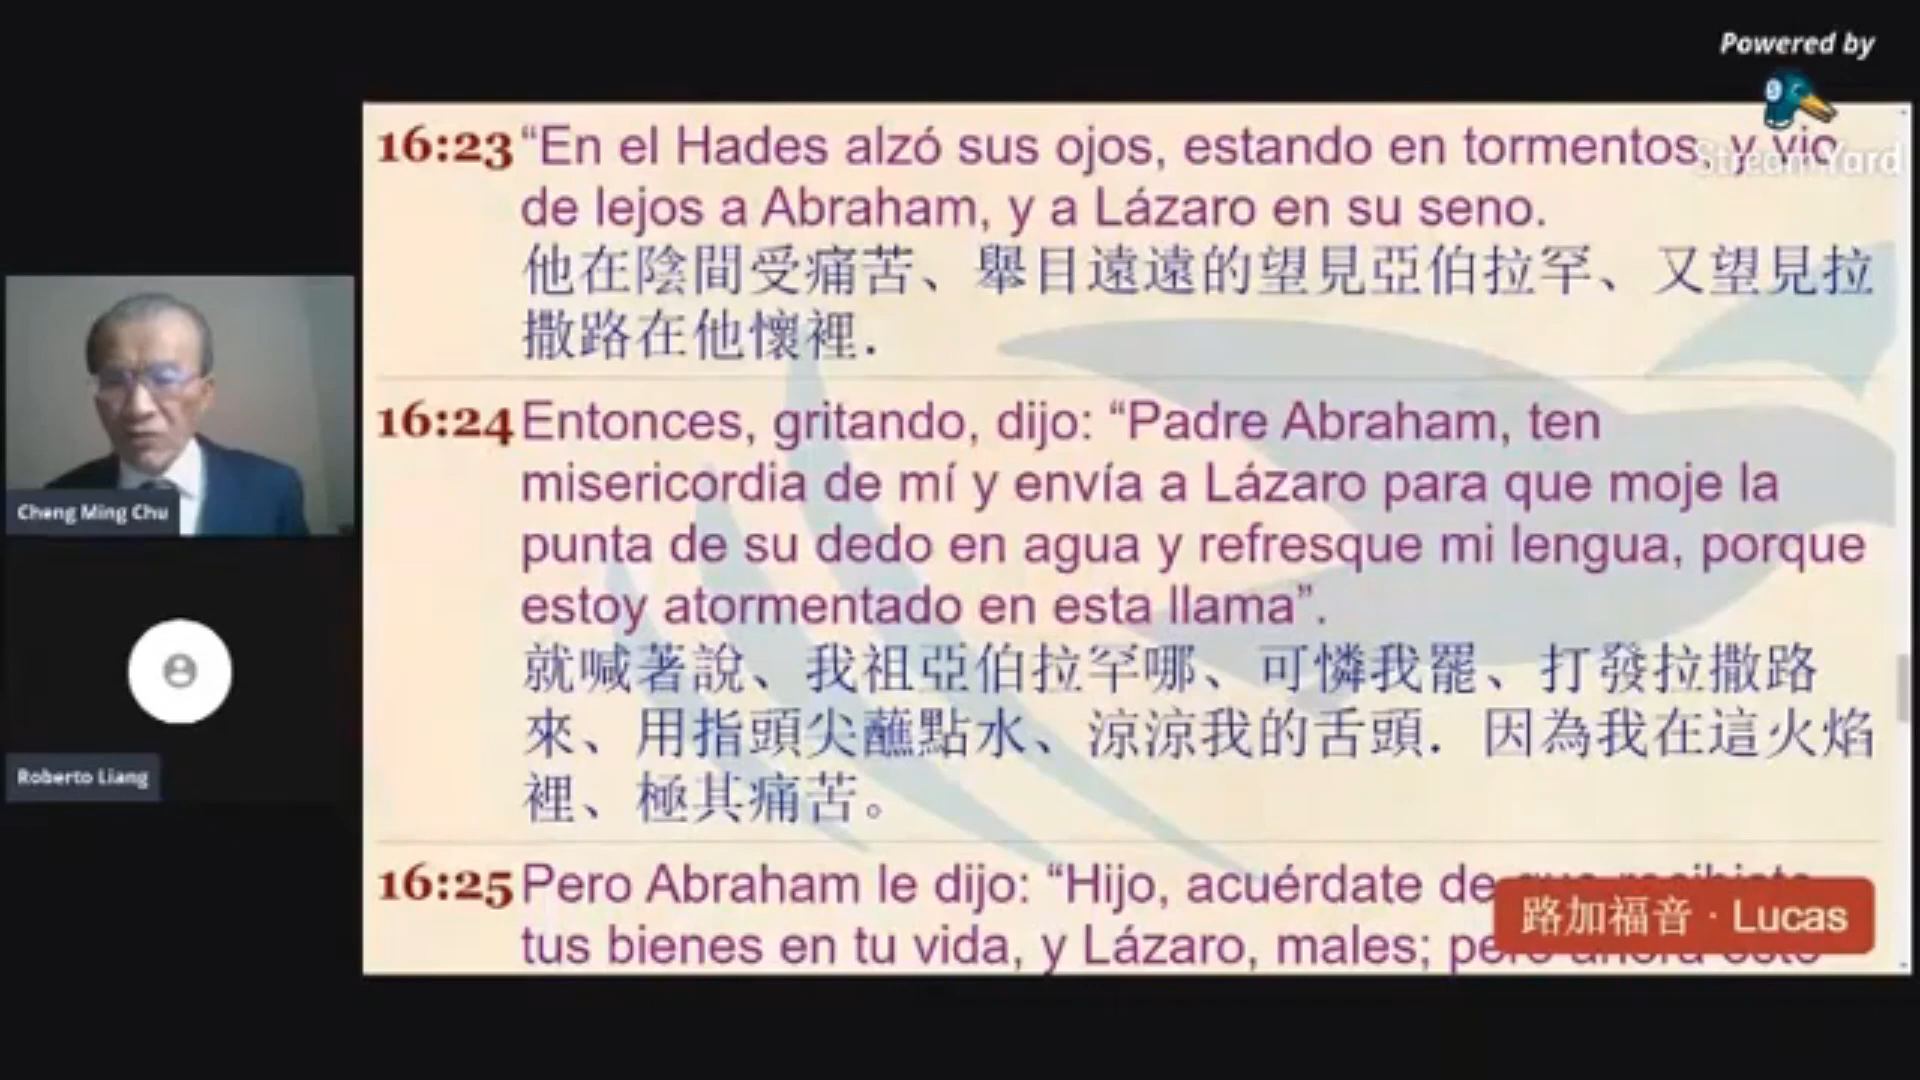 Powered by
StreamYard
16:23 “En el Hades alzó sus ojos, estando en tormentos, y vio
de lejos a Abraham, y a Lázaro en su seno.
他在陰間受痛苦、舉目遠遠的望見亞伯拉罕、又望見拉
撒路在他懷裡．
16:24 Entonces, gritando, dijo: “Padre Abraham, ten
misericordia de mí y envía a Lázaro para que moje la
punta de su dedo en agua y refresque mi lengua, porque
estoy atormentado en esta llama”.
就喊著說、我祖亞伯拉罕哪、可憐我罷、打發拉撒路
來、用指頭尖蘸點水、涼涼我的舌頭．因為我在這火焰
裡、極其痛苦。
16:25 Pero Abraham le dijo: “Hijo, acuérdate de que recibiste
tus bienes en tu vida, y Lázaro, males; pero ahora este
路加福音 · Lucas
Cheng Ming Chu
Roberto Liang